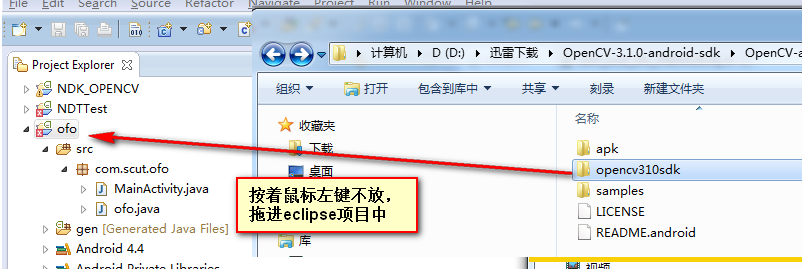 File Edit Search Source Refactor Navigate Project Run Window
Project Explorer
NDK_OPENCV
NDTTest
ofo
src
com.scut.ofo
MainActivity.java
ofo.java
gen [Generated Java Files]
Android 4.4
Android Private Libraries
计算机 D (D:) 迅雷下载 OpenCV-3.1.0-android-sdk OpenCV-a
组织 打开 包含到库中 共享 刻录 新建文件夹
收藏夹
下载
桌面
库
视频
名称
apk
opencv310sdk
samples
LICENSE
README.android
按着鼠标左键不放，
拖进eclipse项目中